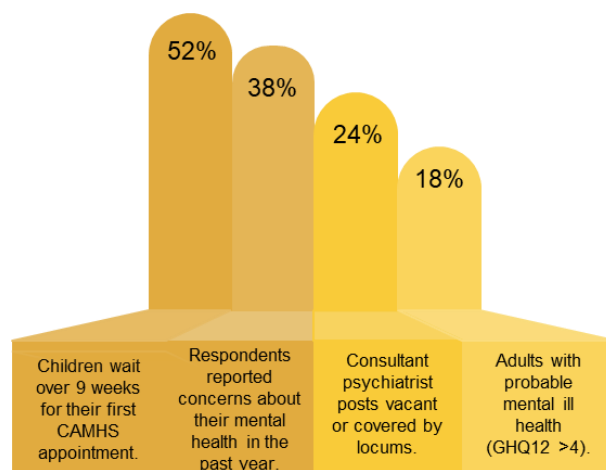 52%
38%
24%
18%
Children wait
over 9 weeks
for their first
CAMHS
appointment.
Respondents
reported
concerns about
their mental
health in the
past year.
Consultant
psychiatrist
posts vacant
or covered by
locums.
Adults with
probable
mental ill
health
(GHQ12 >4).